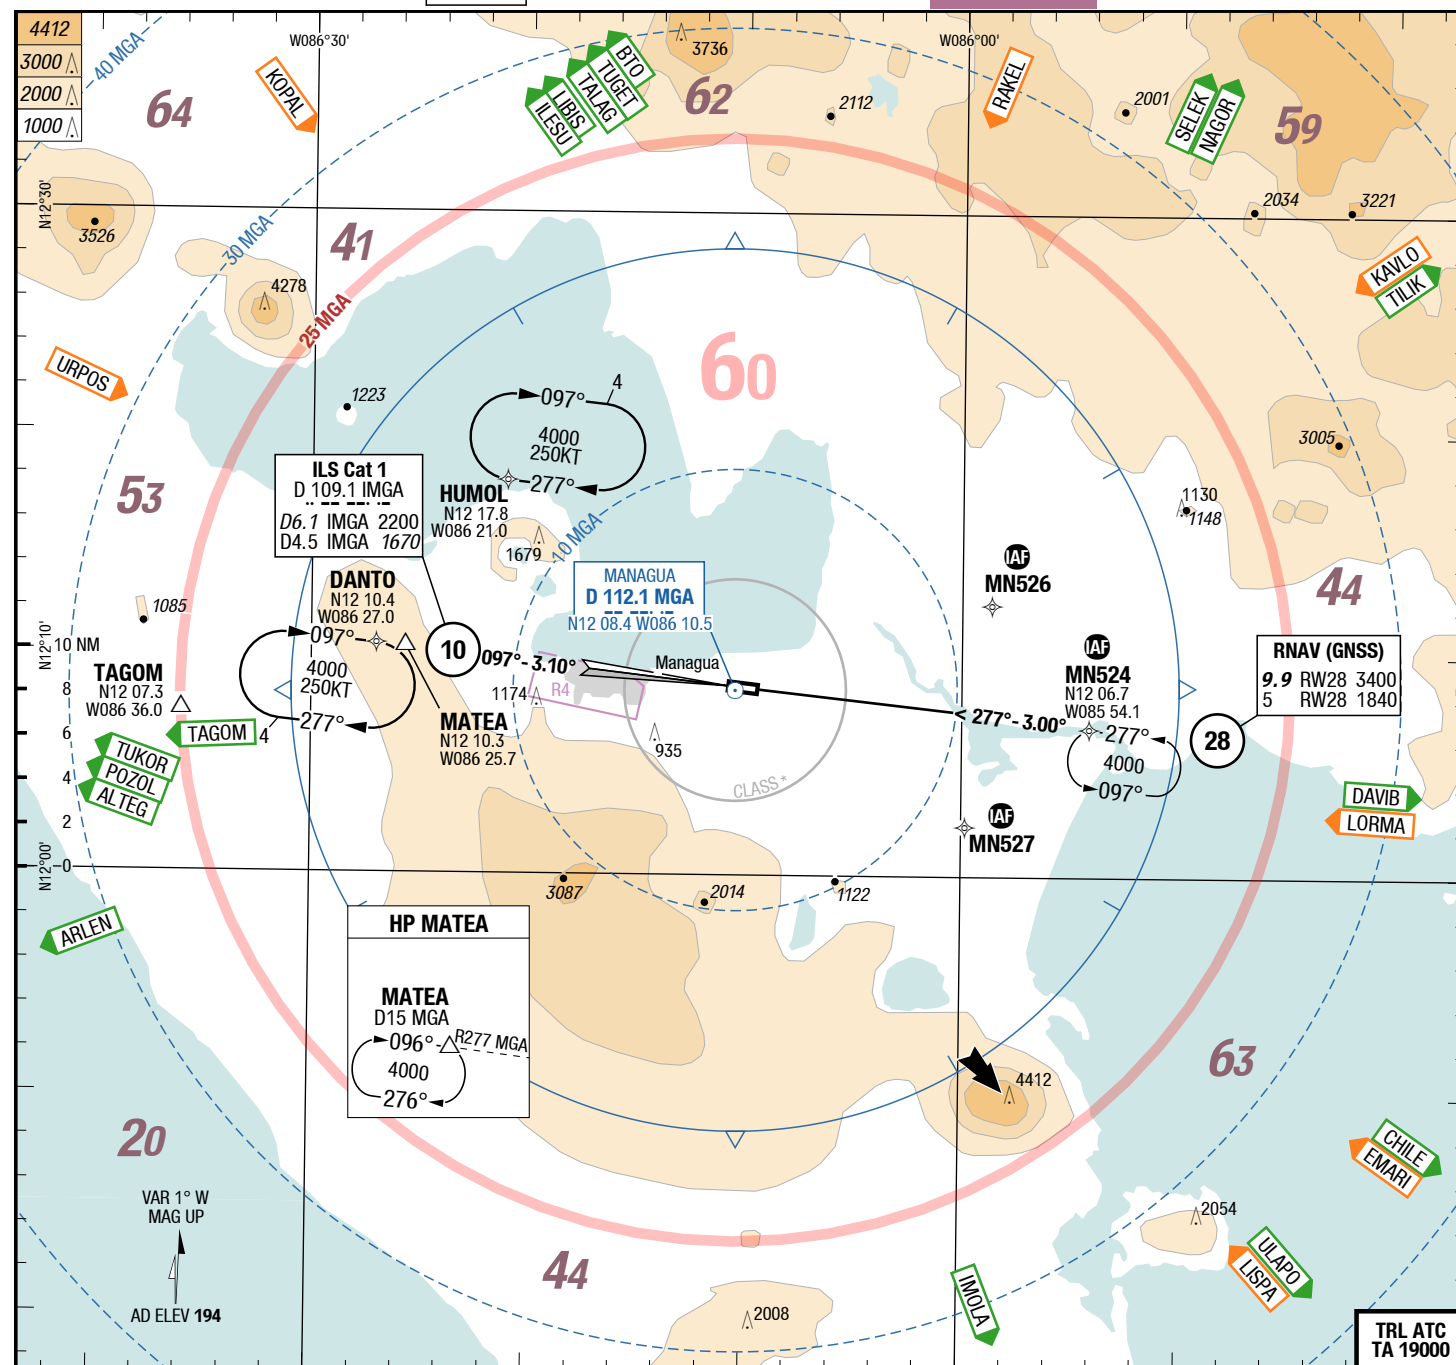 4412
3000
2000
1000
40 MGA
64
KOPAL
W086°30'
BTO
TUGET
TALAG
LIBIS
ILESU
3736
62
2112
W086°00'
RAKEL
2001
SELEK
NAGOR
59
N12°30'
3526
30 MGA
41
4278
25 MGA
2034
3221
KAVLO
TILIK
URPOS
1223
097°
4
4000
250KT
277°
60
3005
53
ILS Cat 1
D 109.1 IMGA
D6.1 IMGA 2200
D4.5 IMGA 1670
HUMOL
N12 17.8
W086 21.0
1679
10 MGA
1130
1148
MANAGUA
D 112.1 MGA
N12 08.4 W086 10.5
IAF
MN526
44
DANTO
N12 10.4
W086 27.0
1085
N12°10'
10 NM
8
6
4
2
0
097°
4000
250KT
277°
4
10
097°- 3.10°
Managua
R4
1174
935
IAF
MN524
N12 06.7
W085 54.1
RNAV (GNSS)
9.9 RW28 3400
5 RW28 1840
TAGOM
N12 07.3
W086 36.0
TAGOM
TUKOR
POZOL
ALTEG
MATEA
N12 10.3
W086 25.7
< 277°- 3.00°
277°
4000
097°
28
CLASS *
IAF
MN527
DAVIB
LORMA
N12°00'
3087
2014
1122
ARLEN
HP MATEA
MATEA
D15 MGA
096°
R277 MGA
4000
276°
4412
63
20
VAR 1° W
MAG UP
AD ELEV 194
CHILE
EMARI
2054
ULAPO
LISPA
44
2008
IMOLA
TRL ATC
TA 19000